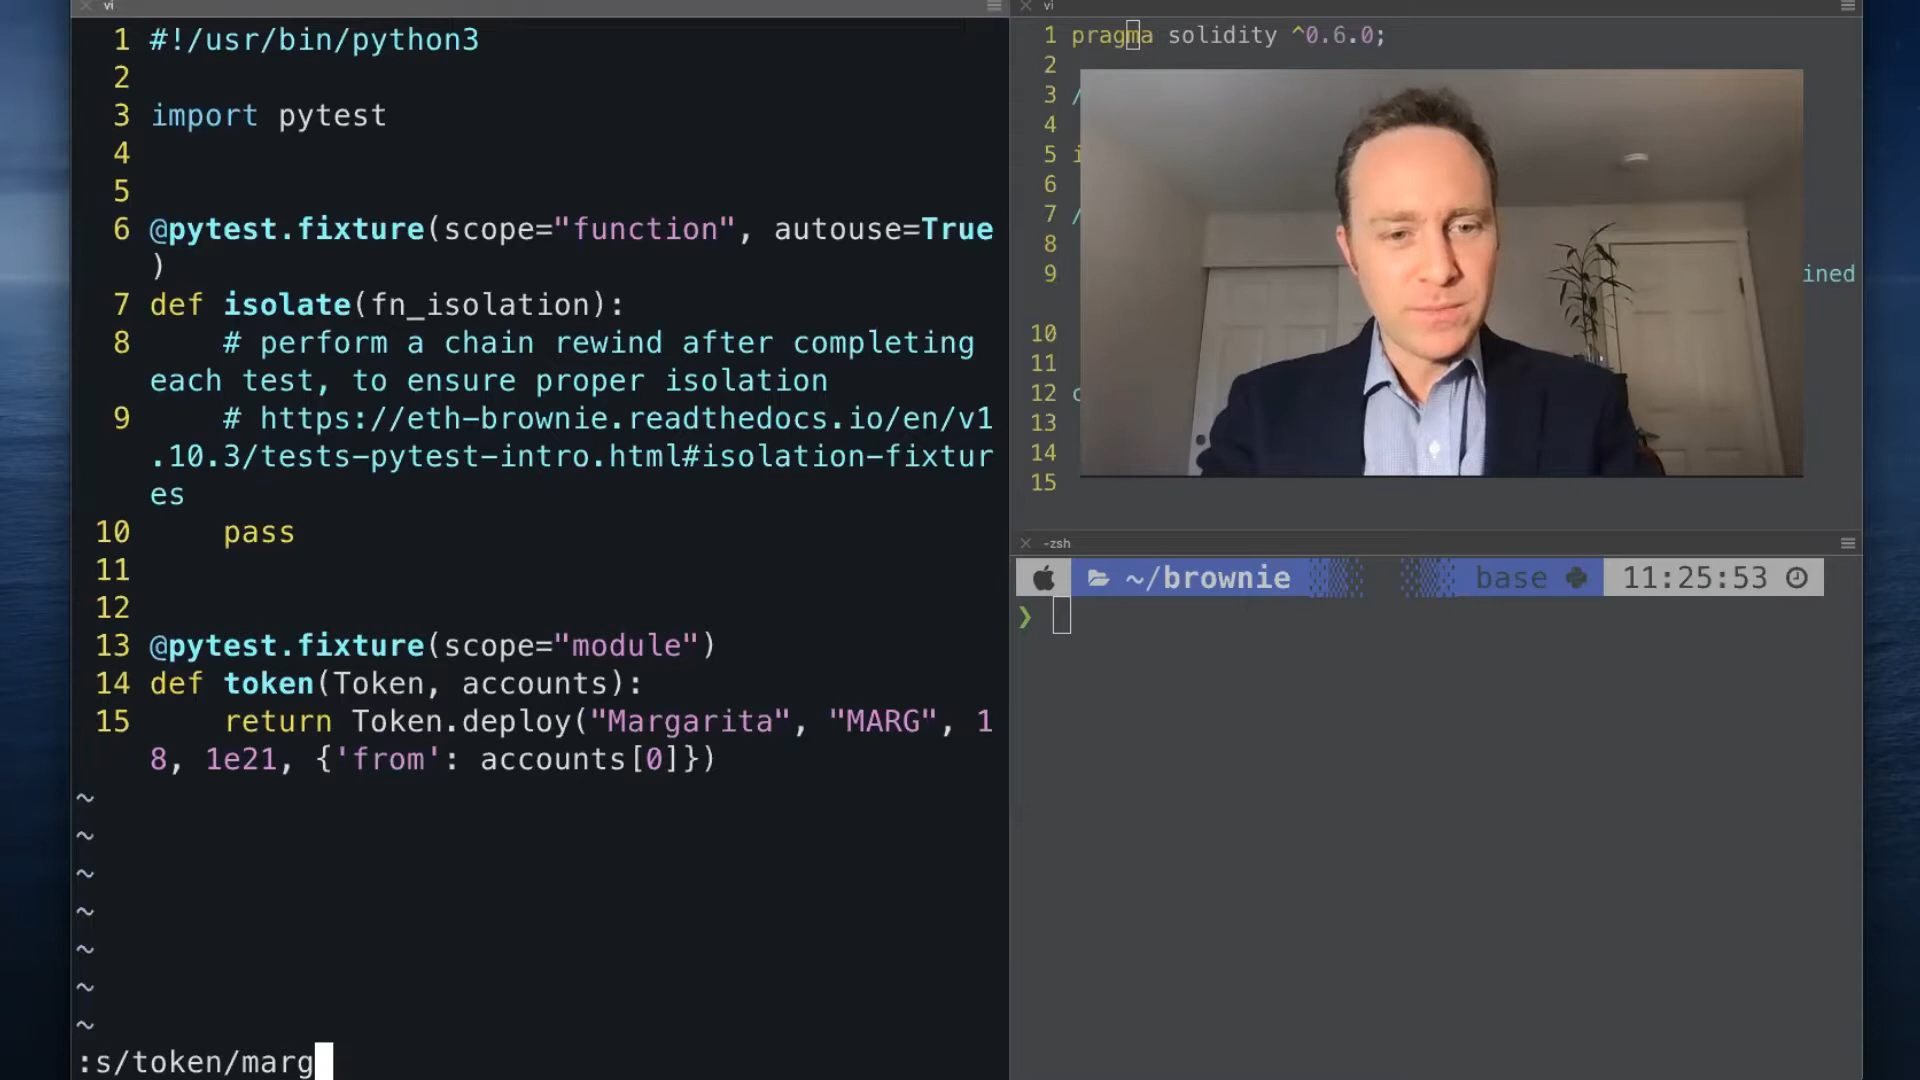 vi
1 #!/usr/bin/python3
2
3 import pytest
4
5
6 @pytest.fixture(scope="function", autouse=True
)
7 def isolate(fn_isolation):
8 # perform a chain rewind after completing
each test, to ensure proper isolation
9 # https://eth-brownie.readthedocs.io/en/v1
.10.3/tests-pytest-intro.html#isolation-fixtur
es
10 pass
11
12
13 @pytest.fixture(scope="module")
14 def token(Token, accounts):
15 return Token.deploy("Margarita", "MARG", 1
8, 1e21, {'from': accounts[0]})
~
~
~
~
~
~
~
:s/token/marg
vi
1 pragma solidity ^0.6.0;
2
3 /
4
5 i
6
7 /
8
9 ined
10
11
12 c
13
14
15
-zsh
~/brownie base 11:25:53
❯